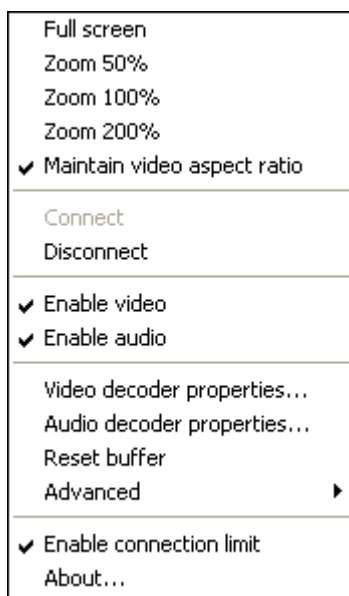 Full screen
Zoom 50%
Zoom 100%
Zoom 200%
Maintain video aspect ratio
Connect
Disconnect
Enable video
Enable audio
Video decoder properties...
Audio decoder properties...
Reset buffer
Advanced
Enable connection limit
About...